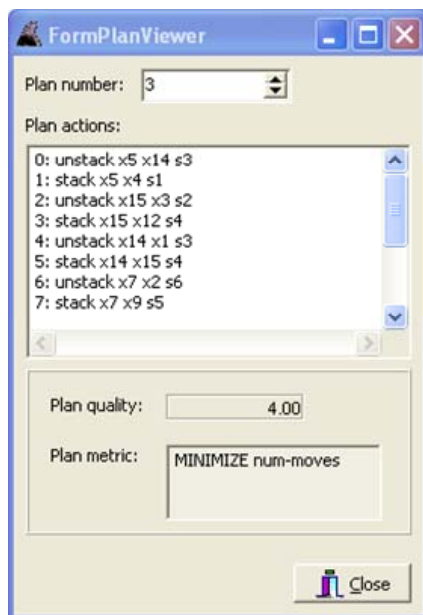 FormPlanViewer
Plan number: 3
Plan actions:
0: unstack x5 x14 s3
1: stack x5 x4 s1
2: unstack x15 x3 s2
3: stack x15 x12 s4
4: unstack x14 x1 s3
5: stack x14 x15 s4
6: unstack x7 x2 s6
7: stack x7 x9 s5
Plan quality: 4.00
Plan metric: MINIMIZE num-moves
Close